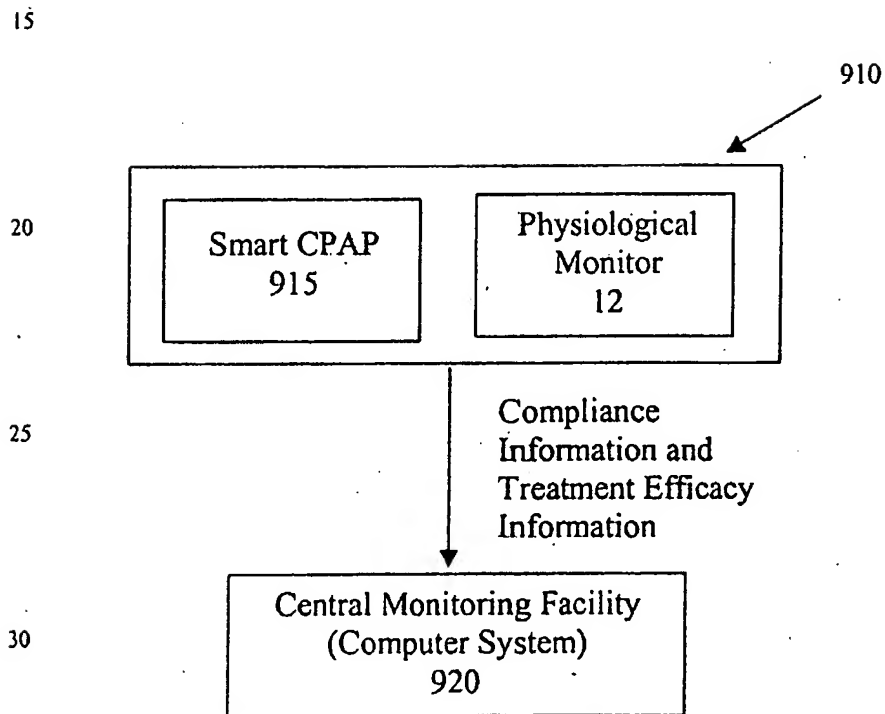 15
910
20
Smart CPAP
915
Physiological
Monitor
12
25
Compliance
Information and
Treatment Efficacy
Information
30
Central Monitoring Facility
(Computer System)
920